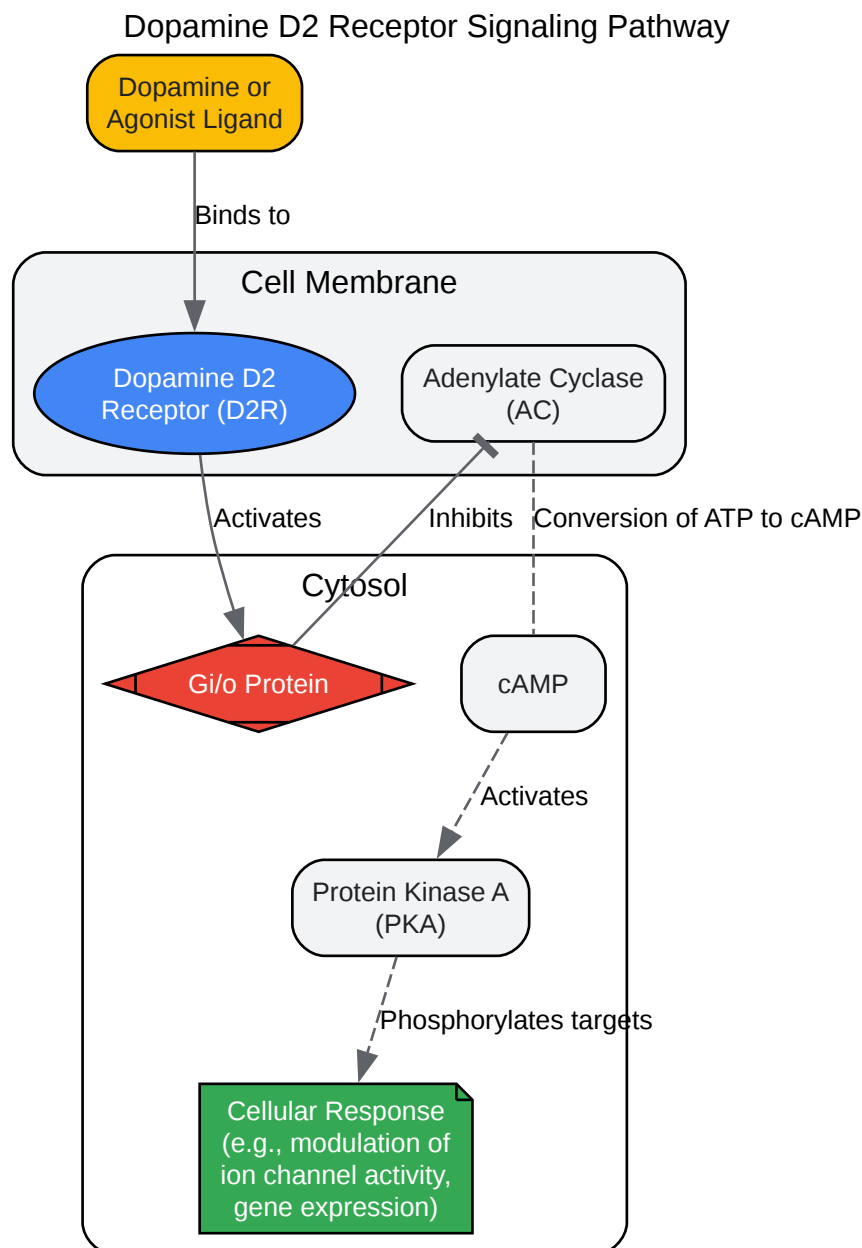 Dopamine D2 Receptor Signaling Pathway
Dopamine or
Agonist Ligand
Binds to
Cell Membrane
Dopamine D2
Receptor (D2R)
Adenylate Cyclase
(AC)
Activates
Inhibits
Conversion of ATP to cAMP
Cytosol
Gi/o Protein
cAMP
Activates
Protein Kinase A
(PKA)
Phosphorylates targets
Cellular Response
(e.g., modulation of
ion channel activity,
gene expression)